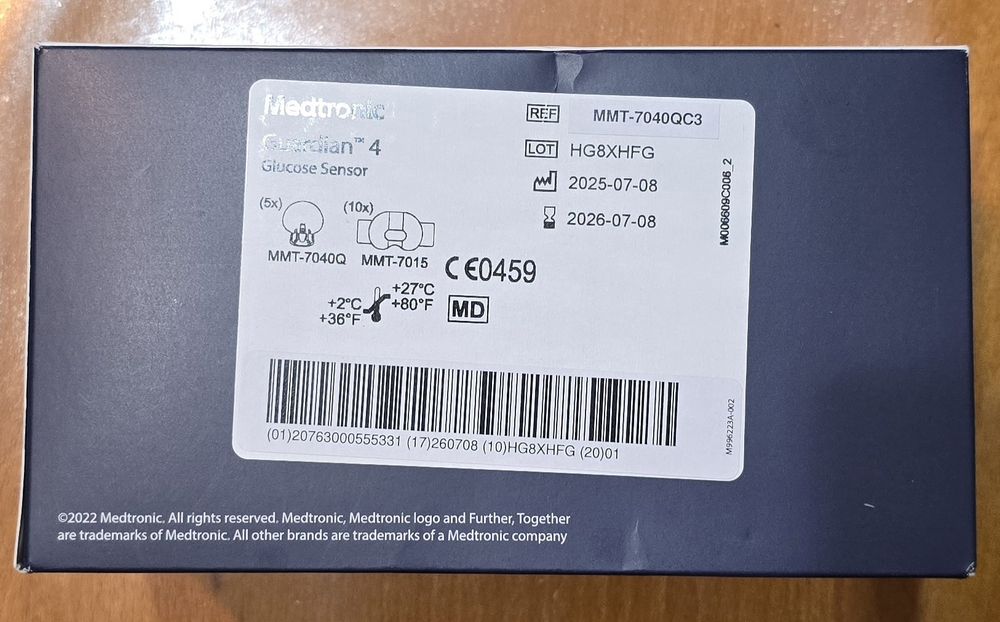 Medtronic
Guardian™ 4
Glucose Sensor
(5x)
MMT-7040Q
(10x)
MMT-7015
+2°C
+36°F
+27°C
+80°F
REF MMT-7040QC3
LOT HG8XHFG
2025-07-08
2026-07-08
CE0459
MD
M006609C006_2
(01)20763000555331 (17)260708 (10)HG8XHFG (20)01
M996223A-002
©2022 Medtronic. All rights reserved. Medtronic, Medtronic logo and Further, Together
are trademarks of Medtronic. All other brands are trademarks of a Medtronic company